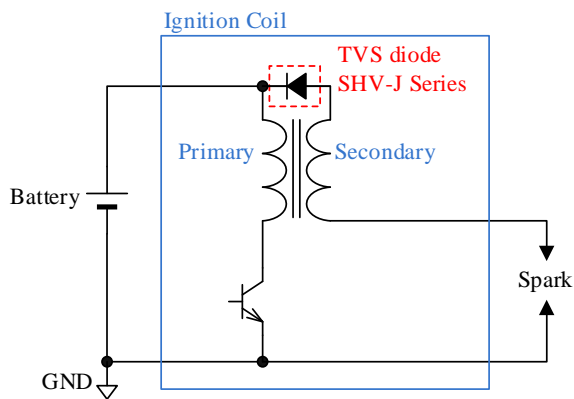 Ignition Coil
TVS diode
SHV-J Series
Primary
Secondary
Battery
Spark
GND